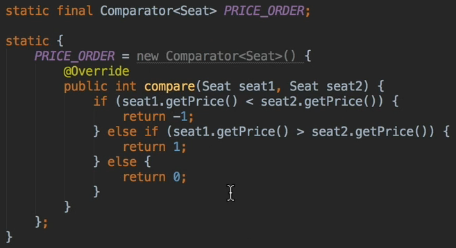 static final Comparator<Seat> PRICE_ORDER;
static {
    PRICE_ORDER = new Comparator<Seat>() {
        @Override
        public int compare(Seat seat1, Seat seat2) {
            if (seat1.getPrice() < seat2.getPrice()) {
                return -1;
            } else if (seat1.getPrice() > seat2.getPrice()) {
                return 1;
            } else {
                return 0;
            }
        }
    };
}